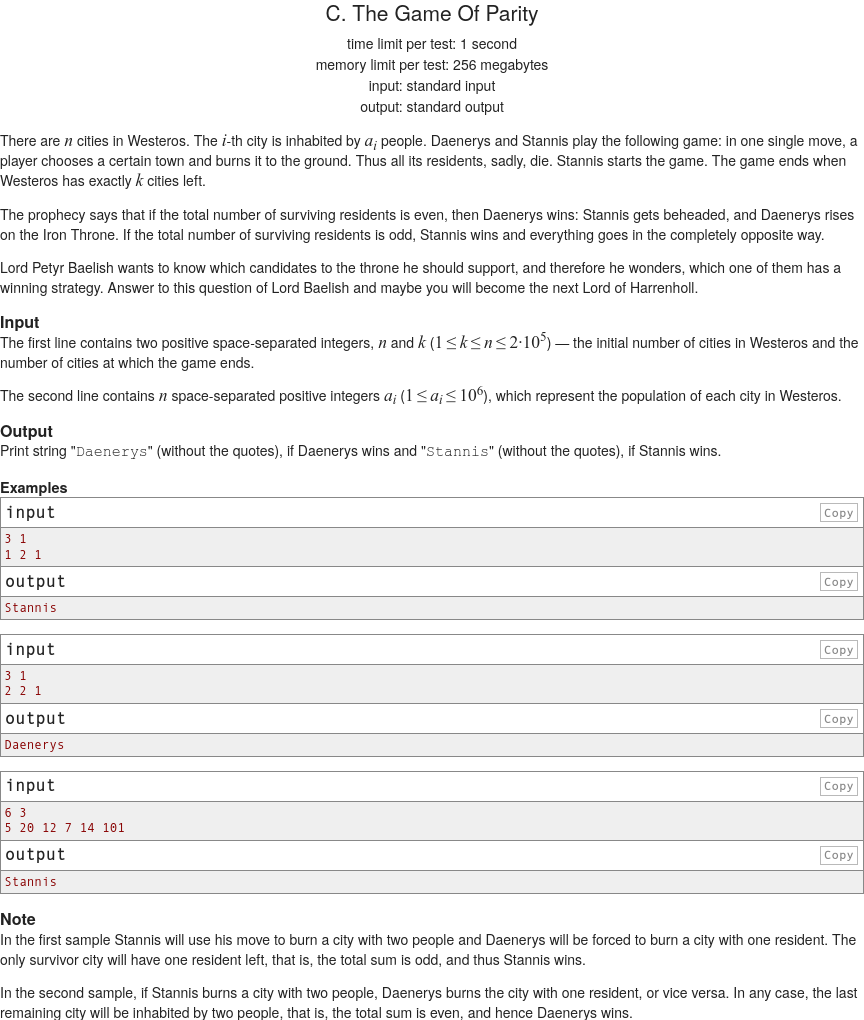 C. The Game Of Parity
time limit per test: 1 second
memory limit per test: 256 megabytes
input: standard input
output: standard output
There are n cities in Westeros. The i-th city is inhabited by a_i people. Daenerys and Stannis play the following game: in one single move, a
player chooses a certain town and burns it to the ground. Thus all its residents, sadly, die. Stannis starts the game. The game ends when
Westeros has exactly k cities left.
The prophecy says that if the total number of surviving residents is even, then Daenerys wins: Stannis gets beheaded, and Daenerys rises
on the Iron Throne. If the total number of surviving residents is odd, Stannis wins and everything goes in the completely opposite way.
Lord Petyr Baelish wants to know which candidates to the throne he should support, and therefore he wonders, which one of them has a
winning strategy. Answer to this question of Lord Baelish and maybe you will become the next Lord of Harrenholl.
Input
The first line contains two positive space-separated integers, n and k (1 ≤ k ≤ n ≤ 2·10^5) — the initial number of cities in Westeros and the
number of cities at which the game ends.
The second line contains n space-separated positive integers a_i (1 ≤ a_i ≤ 10^6), which represent the population of each city in Westeros.
Output
Print string "Daenerys" (without the quotes), if Daenerys wins and "Stannis" (without the quotes), if Stannis wins.
Examples
input Copy
3 1
1 2 1
output Copy
Stannis
input Copy
3 1
2 2 1
output Copy
Daenerys
input Copy
6 3
5 20 12 7 14 101
output Copy
Stannis
Note
In the first sample Stannis will use his move to burn a city with two people and Daenerys will be forced to burn a city with one resident. The
only survivor city will have one resident left, that is, the total sum is odd, and thus Stannis wins.
In the second sample, if Stannis burns a city with two people, Daenerys burns the city with one resident, or vice versa. In any case, the last
remaining city will be inhabited by two people, that is, the total sum is even, and hence Daenerys wins.